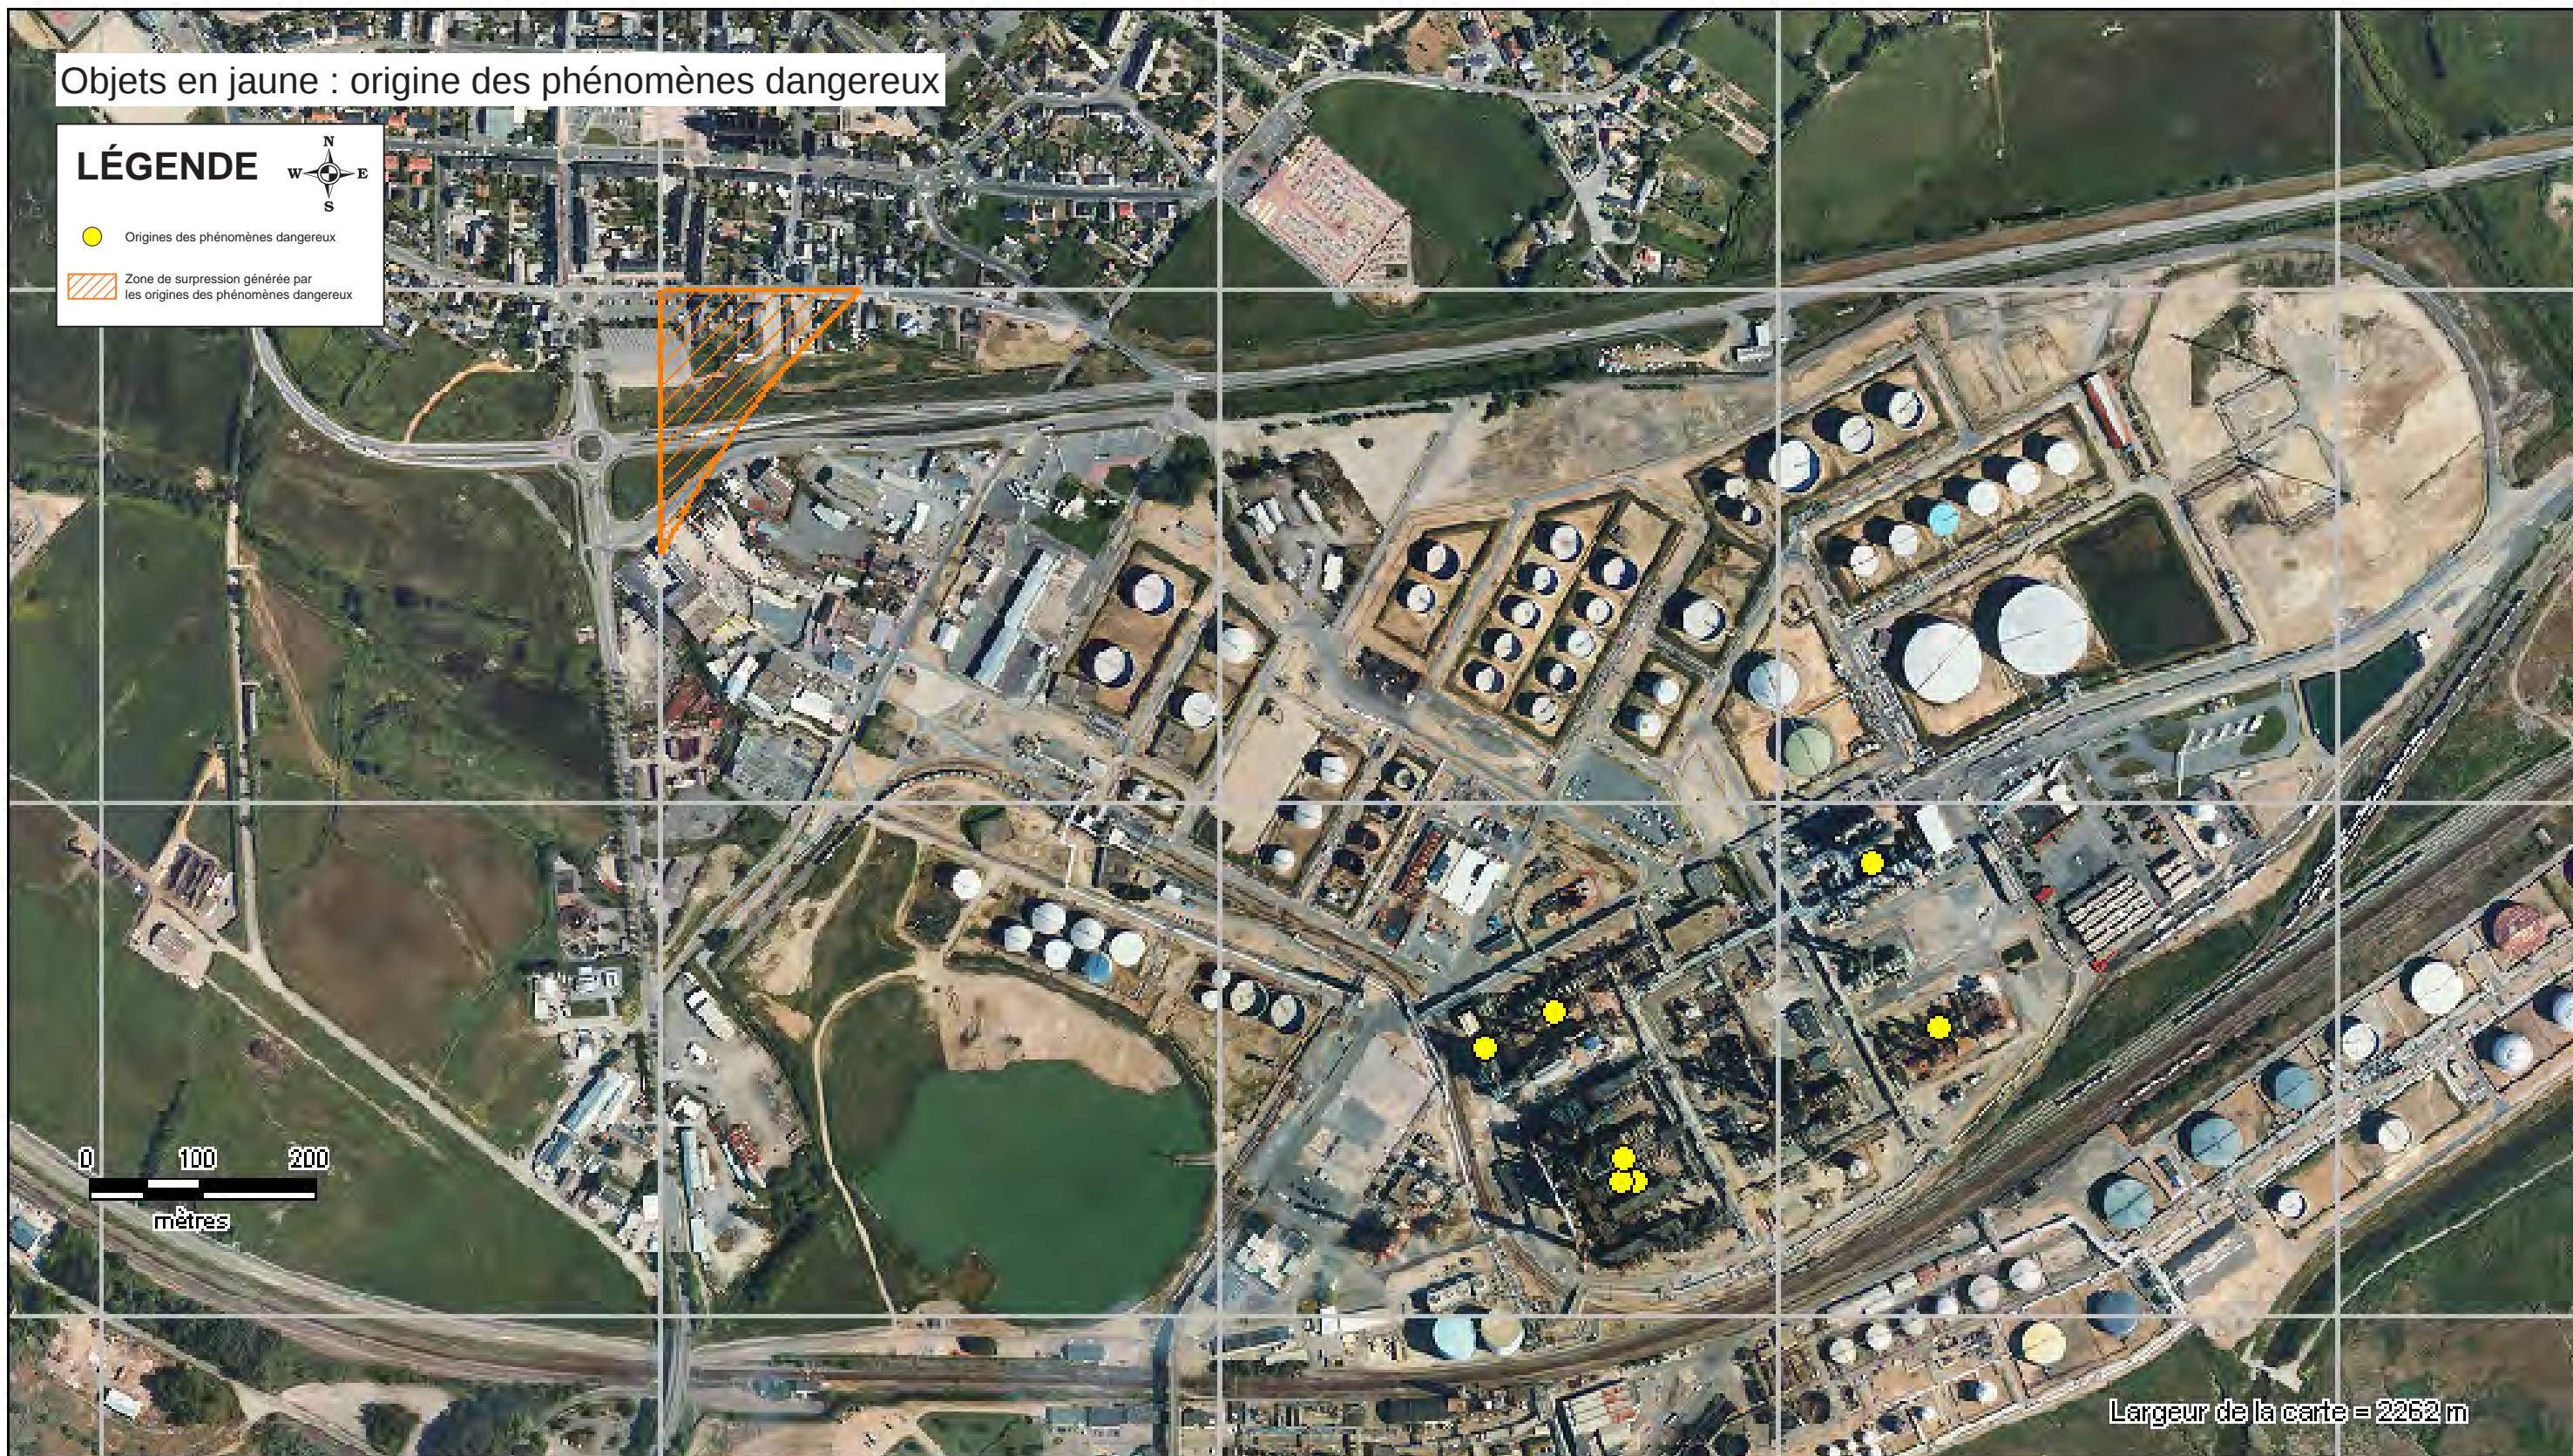 Objets en jaune : origine des phénomènes dangereux
LÉGENDE
N
W E
S
Origines des phénomènes dangereux
Zone de surpression générée par
les origines des phénomènes dangereux
0 100 200
mètres
Largeur de la carte = 2262 m